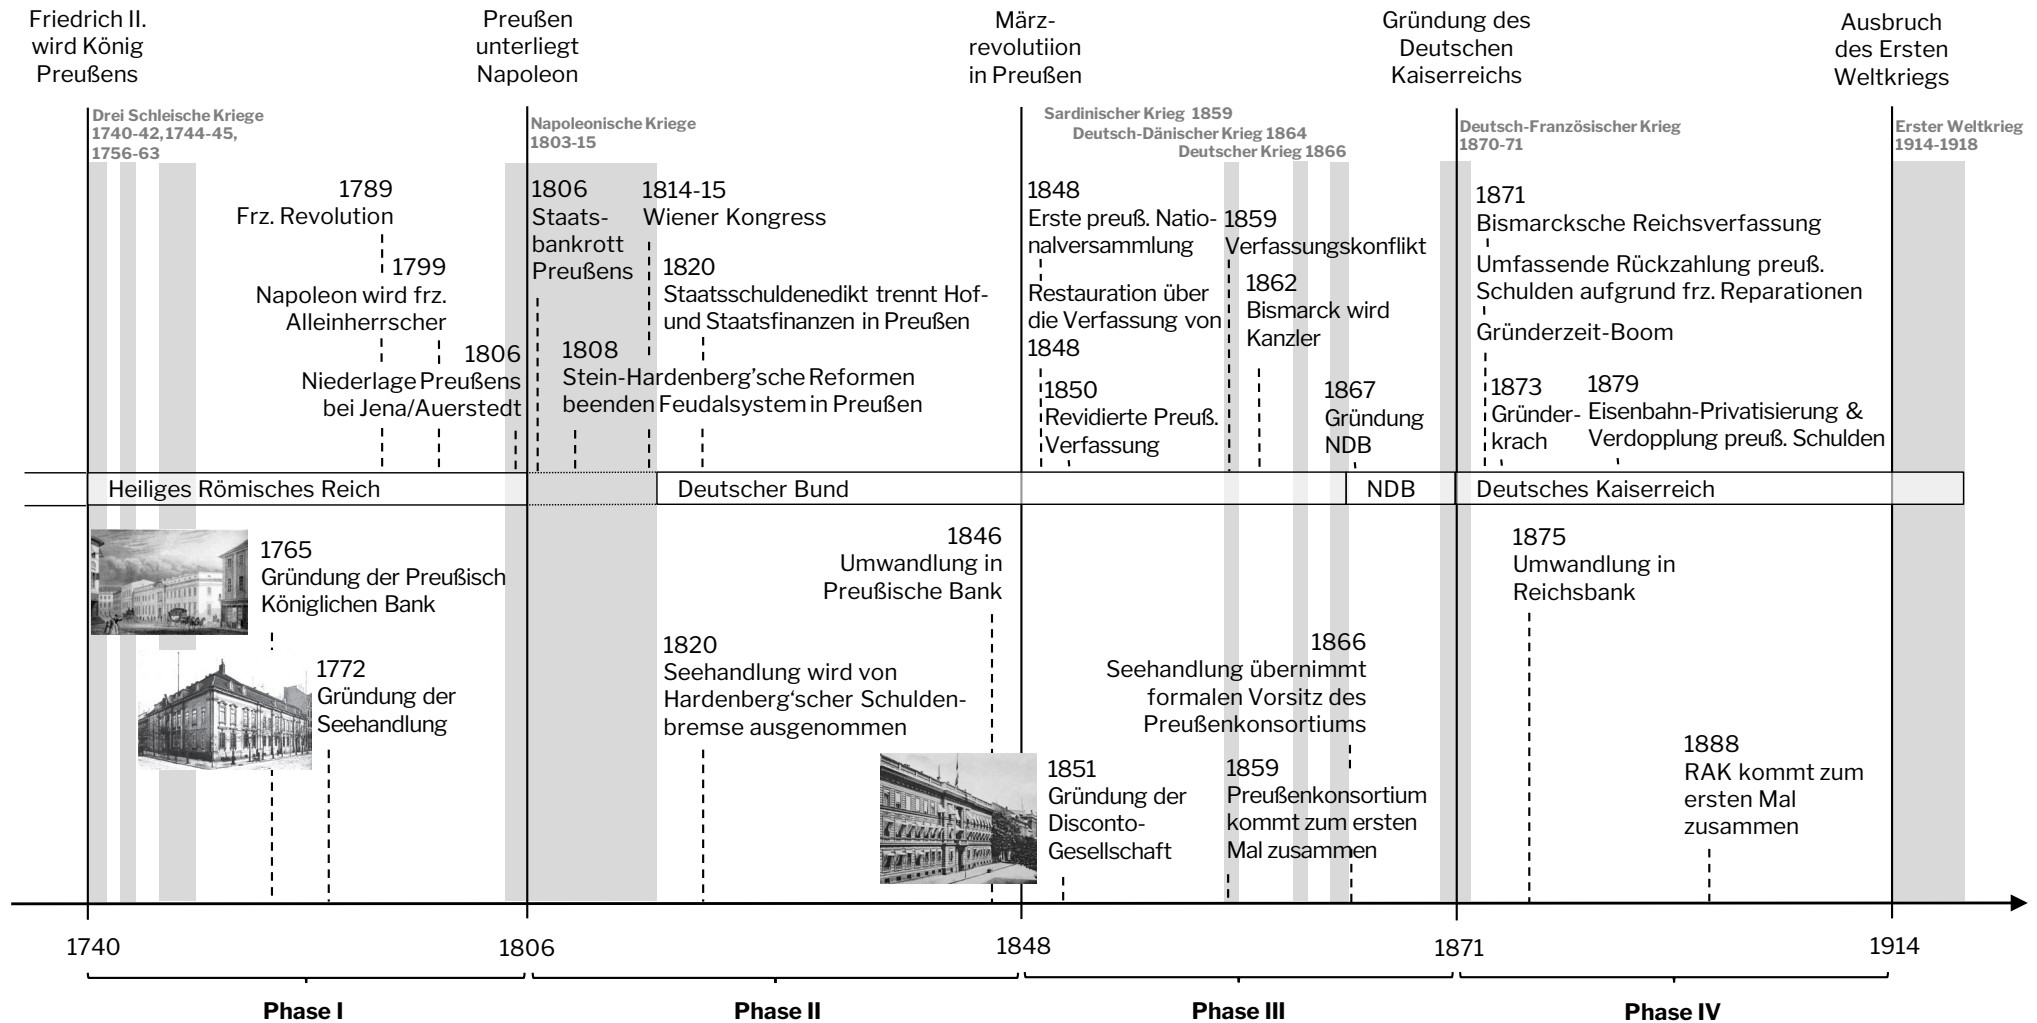 Friedrich II.
wird König
Preußens
Preußen
unterliegt
Napoleon
März-
revolutiion
in Preußen
Gründung des
Deutschen
Kaiserreichs
Ausbruch
des Ersten
Weltkriegs
Drei Schleische Kriege
1740-42, 1744-45,
1756-63
Napoleonische Kriege
1803-15
Sardinischer Krieg 1859
Deutsch-Dänischer Krieg 1864
Deutscher Krieg 1866
Deutsch-Französischer Krieg
1870-71
Erster Weltkrieg
1914-1918
1789
Frz. Revolution
1799
Napoleon wird frz.
Alleinherrscher
1806
Niederlage Preußens
bei Jena/Auerstedt
1806
Staats-
bankrott
Preußens
1814-15
Wiener Kongress
1820
Staatsschuldenedikt trennt Hof-
und Staatsfinanzen in Preußen
1808
Stein-Hardenberg’sche Reformen
beenden Feudalsystem in Preußen
1848
Erste preuß. Natio-
nalversammlung
Restauration über
die Verfassung von
1848
1850
Revidierte Preuß.
Verfassung
1859
Verfassungskonflikt
1862
Bismarck wird
Kanzler
1867
Gründung
NDB
1871
Bismarcksche Reichsverfassung
Umfassende Rückzahlung preuß.
Schulden aufgrund frz. Reparationen
Gründerzeit-Boom
1873
Gründer-
krach
1879
Eisenbahn-Privatisierung &
Verdopplung preuß. Schulden
Heiliges Römisches Reich
Deutscher Bund
NDB
Deutsches Kaiserreich
1765
Gründung der Preußisch
Königlichen Bank
1772
Gründung der
Seehandlung
1820
Seehandlung wird von
Hardenberg‘scher Schulden-
bremse ausgenommen
1846
Umwandlung in
Preußische Bank
1851
Gründung der
Disconto-
Gesellschaft
1866
Seehandlung übernimmt
formalen Vorsitz des
Preußenkonsortiums
1859
Preußenkonsortium
kommt zum ersten
Mal zusammen
1875
Umwandlung in
Reichsbank
1888
RAK kommt zum
ersten Mal
zusammen
1740
1806
1848
1871
1914
Phase I
Phase II
Phase III
Phase IV